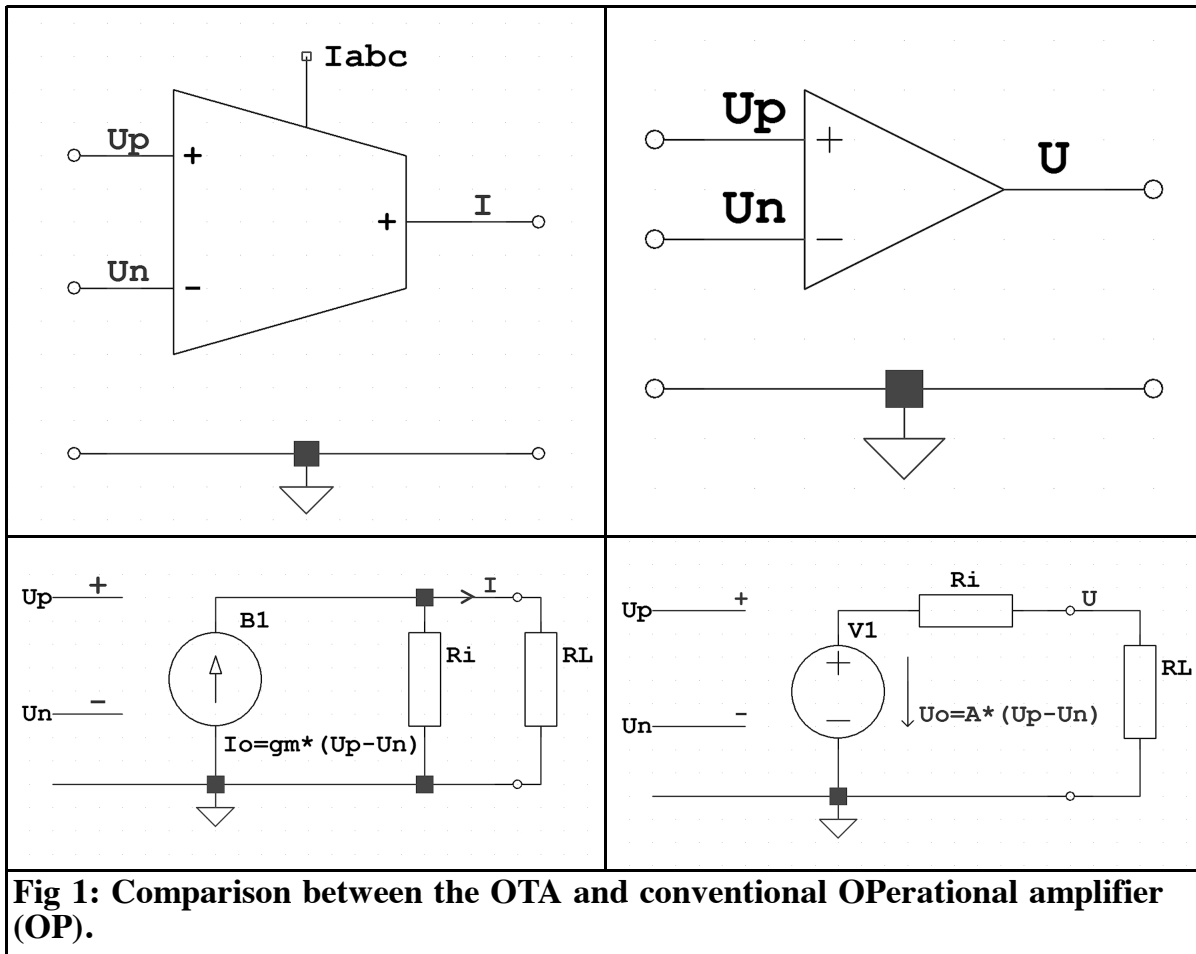 Iabc
Up
+
+
I
Un
-
Up
+
U
Un
-
Up
+
B1
I
Ri
RL
Un
-
Io=gm*(Up-Un)
Ri
Up
+
U
V1
+
RL
Un
-
-
Uo=A*(Up-Un)
Fig 1: Comparison between the OTA and conventional OPerational amplifier
(OP).